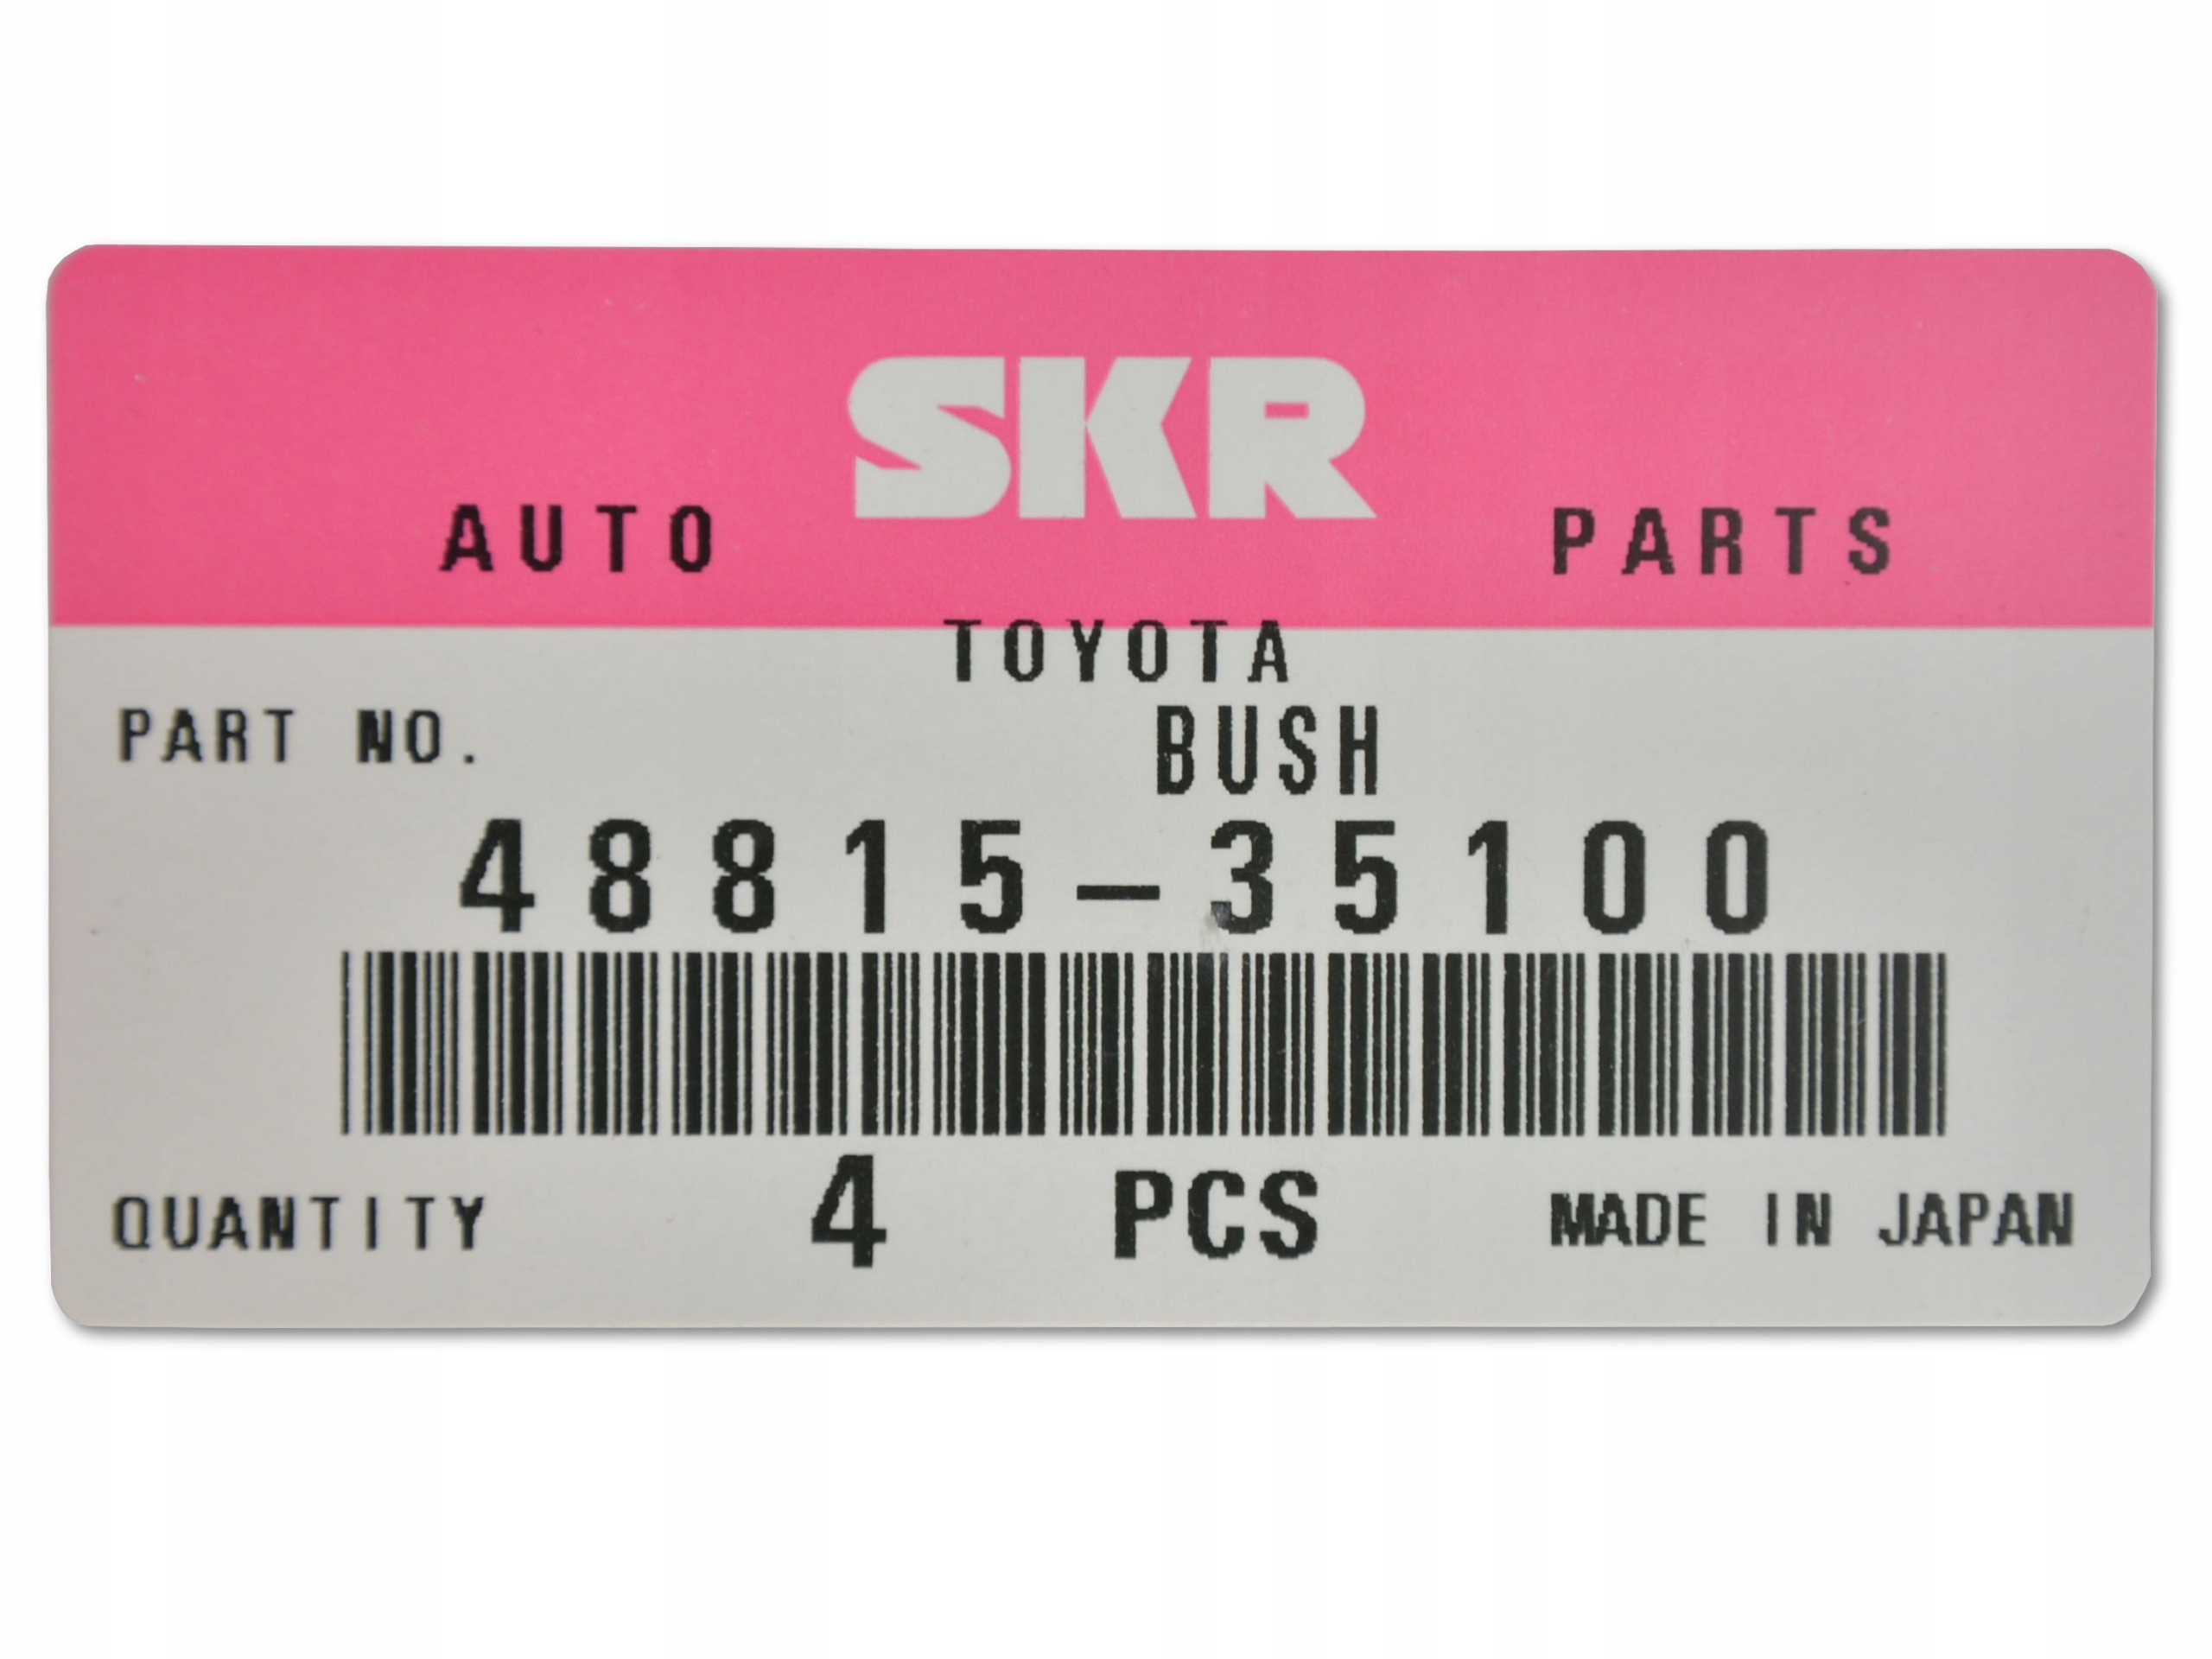 SKR
AUTO PARTS
TOYOTA
PART NO. BUSH
48815-35100
QUANTITY 4 PCS MADE IN JAPAN